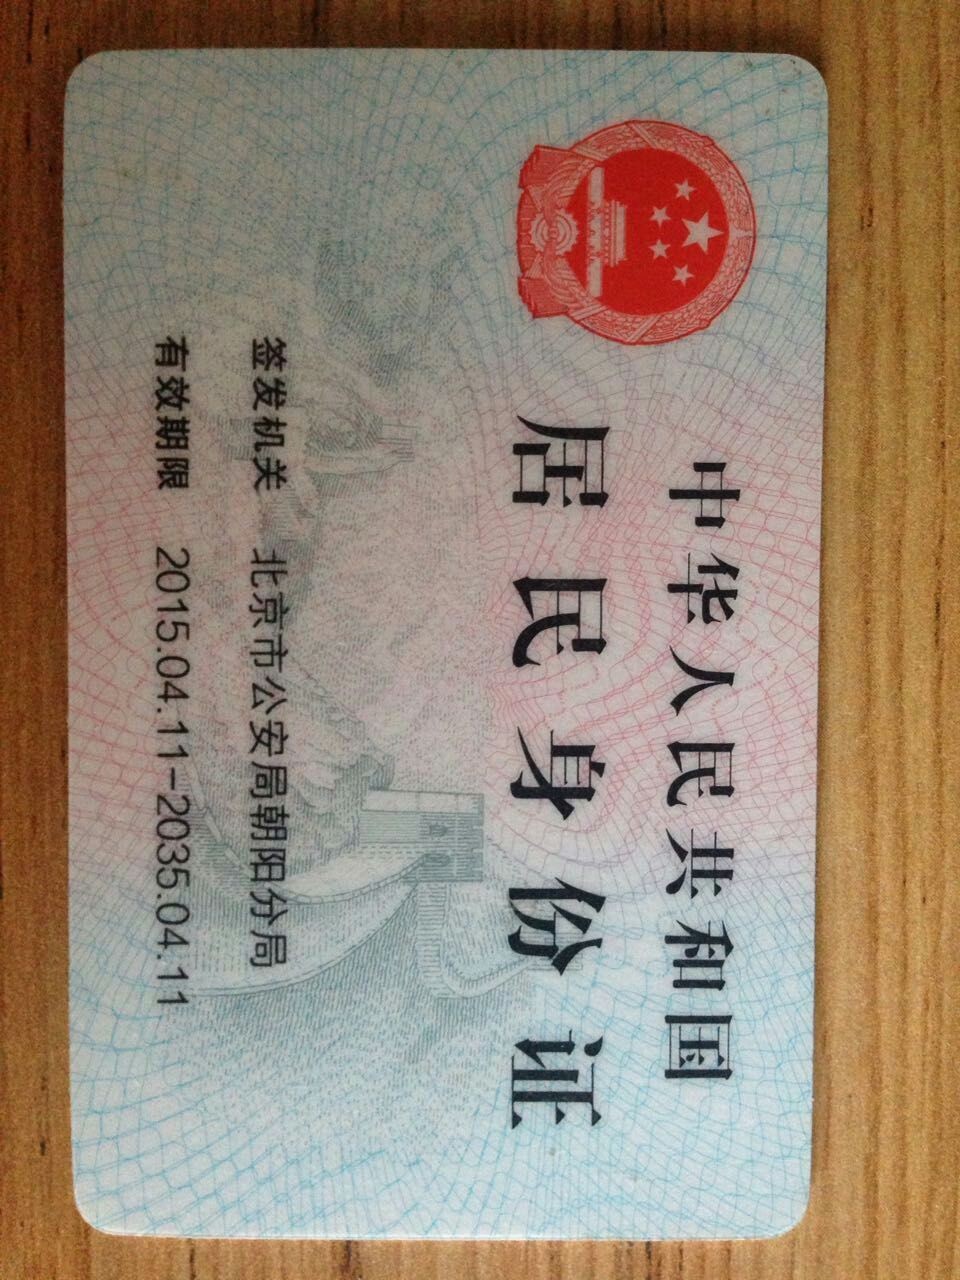 中华人民共和国
居民身份证
签发机关 北京市公安局朝阳分局
有效期限 2015.04.11-2035.04.11